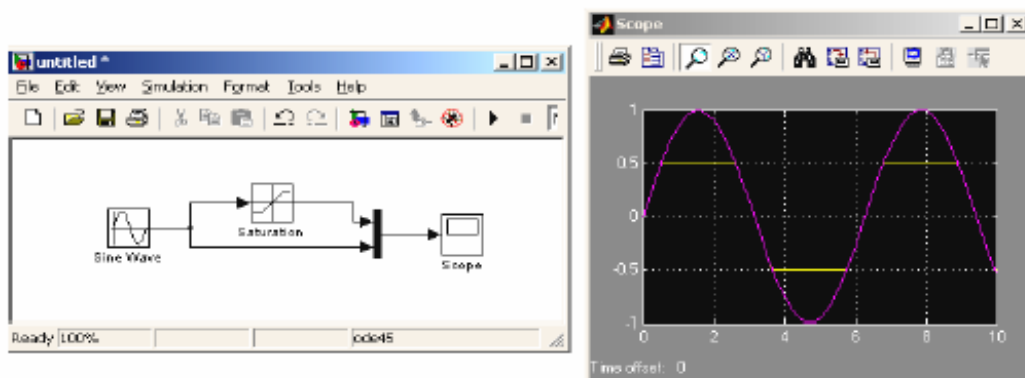 untitled *
File Edit View Simulation Format Tools Help
Sine Wave
Saturation
Scope
Ready 100% ode45
Scope
1
0.5
0
-0.5
-1
0 2 4 6 8 10
Time offset: 0